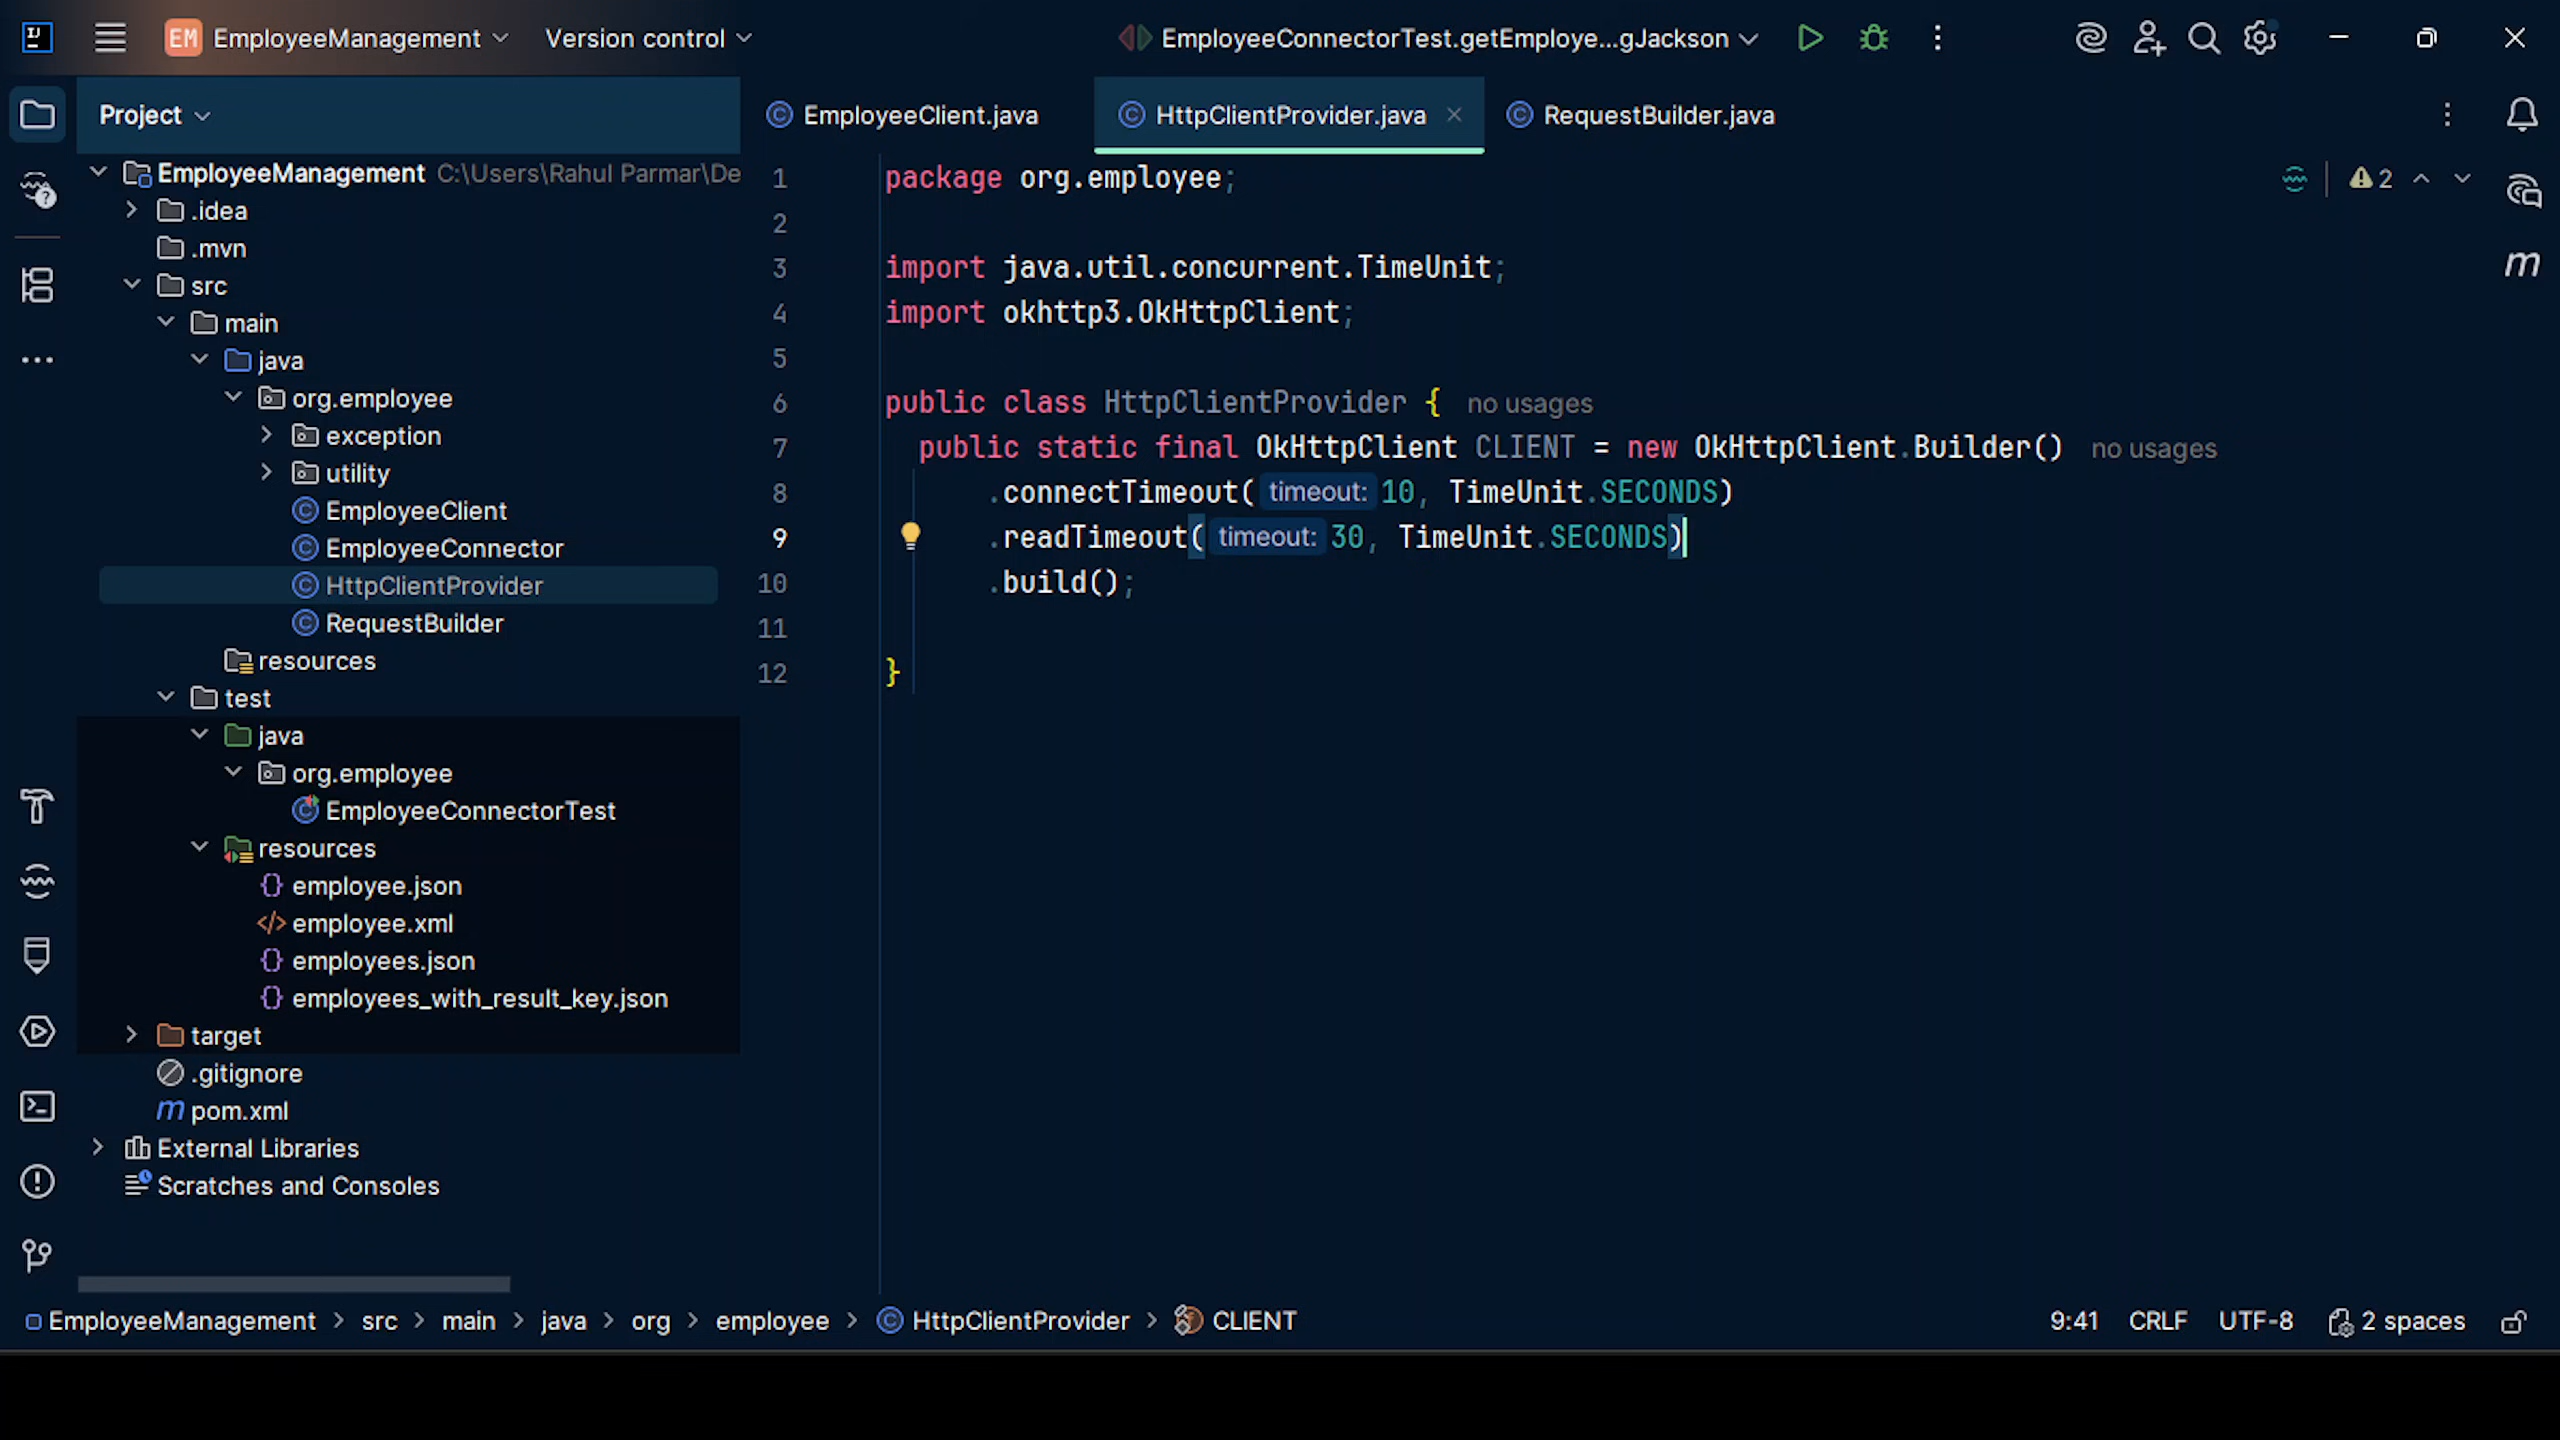 EM EmployeeManagement Version control EmployeeConnectorTest.getEmploye...gJackson
Project
EmployeeClient.java HttpClientProvider.java RequestBuilder.java
EmployeeManagement C:\Users\Rahul Parmar\De
.idea
.mvn
src
main
java
org.employee
exception
utility
EmployeeClient
EmployeeConnector
HttpClientProvider
RequestBuilder
resources
test
java
org.employee
EmployeeConnectorTest
resources
employee.json
employee.xml
employees.json
employees_with_result_key.json
target
.gitignore
m pom.xml
External Libraries
Scratches and Consoles
2
m
1 package org.employee;
2
3 import java.util.concurrent.TimeUnit;
4 import okhttp3.OkHttpClient;
5
6 public class HttpClientProvider { no usages
7 public static final OkHttpClient CLIENT = new OkHttpClient.Builder() no usages
8 .connectTimeout( timeout: 10, TimeUnit.SECONDS)
9 .readTimeout( timeout: 30, TimeUnit.SECONDS)
10 .build();
11
12 }
EmployeeManagement > src > main > java > org > employee > HttpClientProvider > CLIENT 9:41 CRLF UTF-8 2 spaces